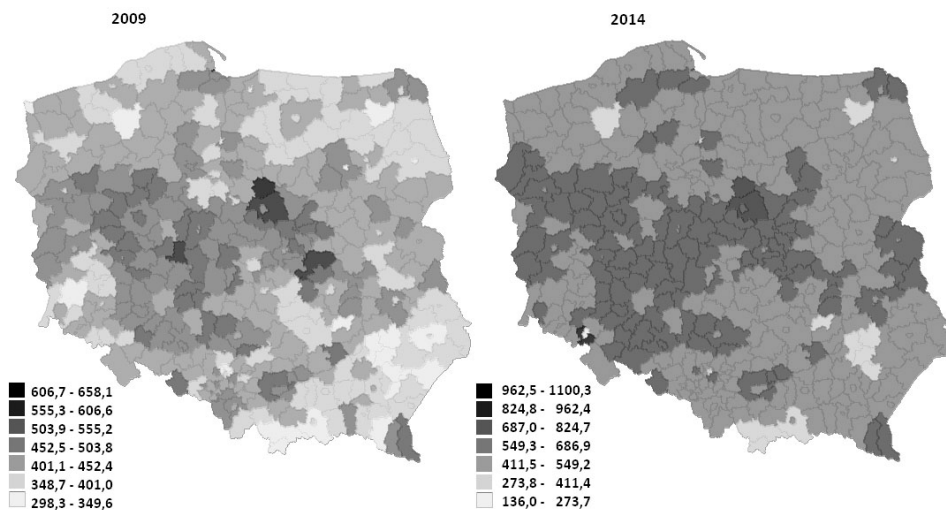 2009
2014
606,7 - 658,1
555,3 - 606,6
503,9 - 555,2
452,5 - 503,8
401,1 - 452,4
348,7 - 401,0
298,3 - 349,6
962,5 - 1100,3
824,8 - 962,4
687,0 - 824,7
549,3 - 686,9
411,5 - 549,2
273,8 - 411,4
136,0 - 273,7